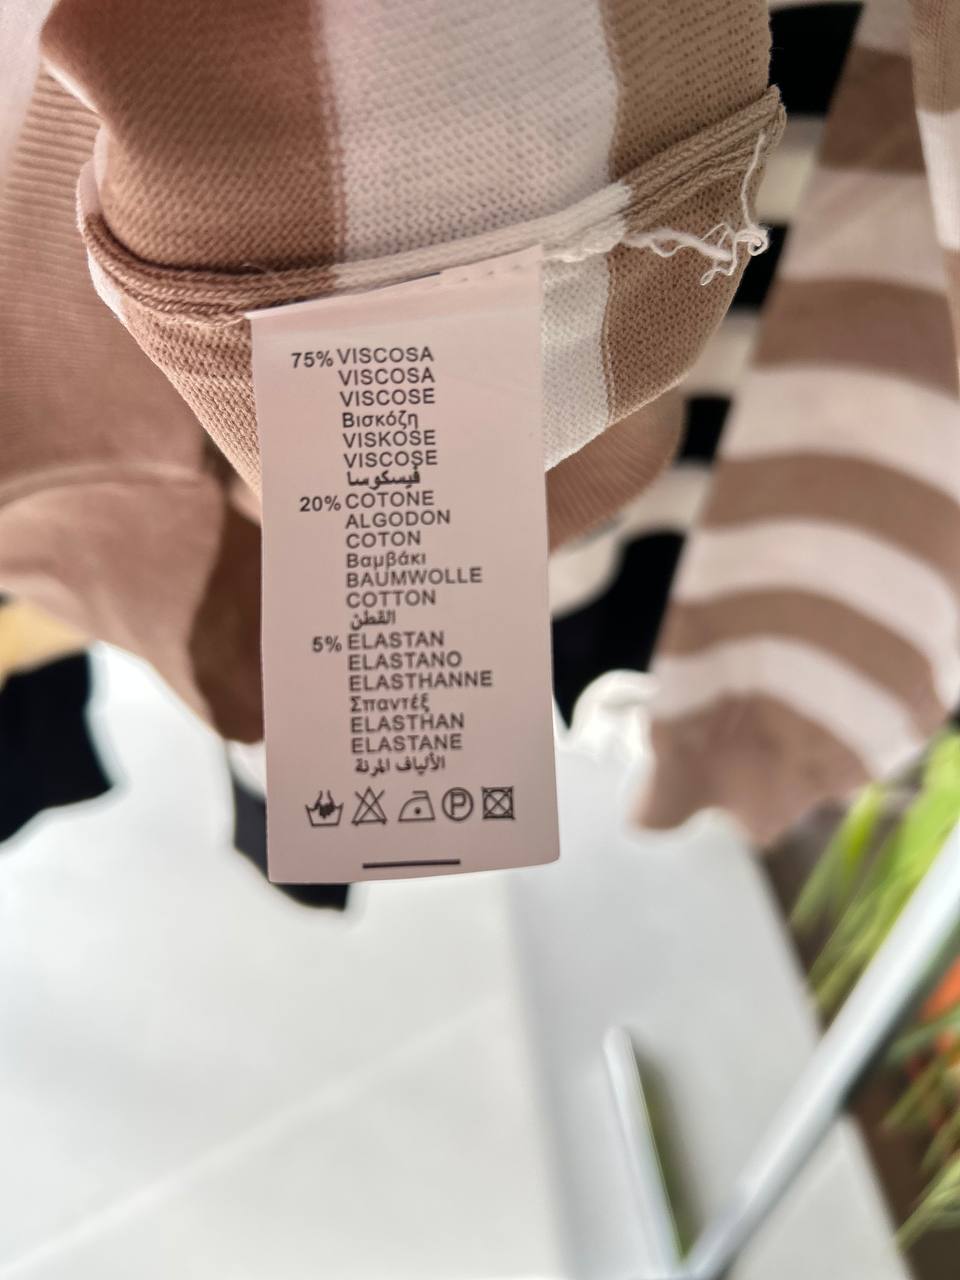 75% VISCOSA
VISCOSA
VISCOSE
Βισκόζη
VISKOSE
VISCOSE
فيسكوسا
20% COTONE
ALGODON
COTON
Βαμβάκι
BAUMWOLLE
COTTON
القطن
5% ELASTAN
ELASTANO
ELASTHANNE
Σπαντέξ
ELASTHAN
ELASTANE
الألياف المرنة
P